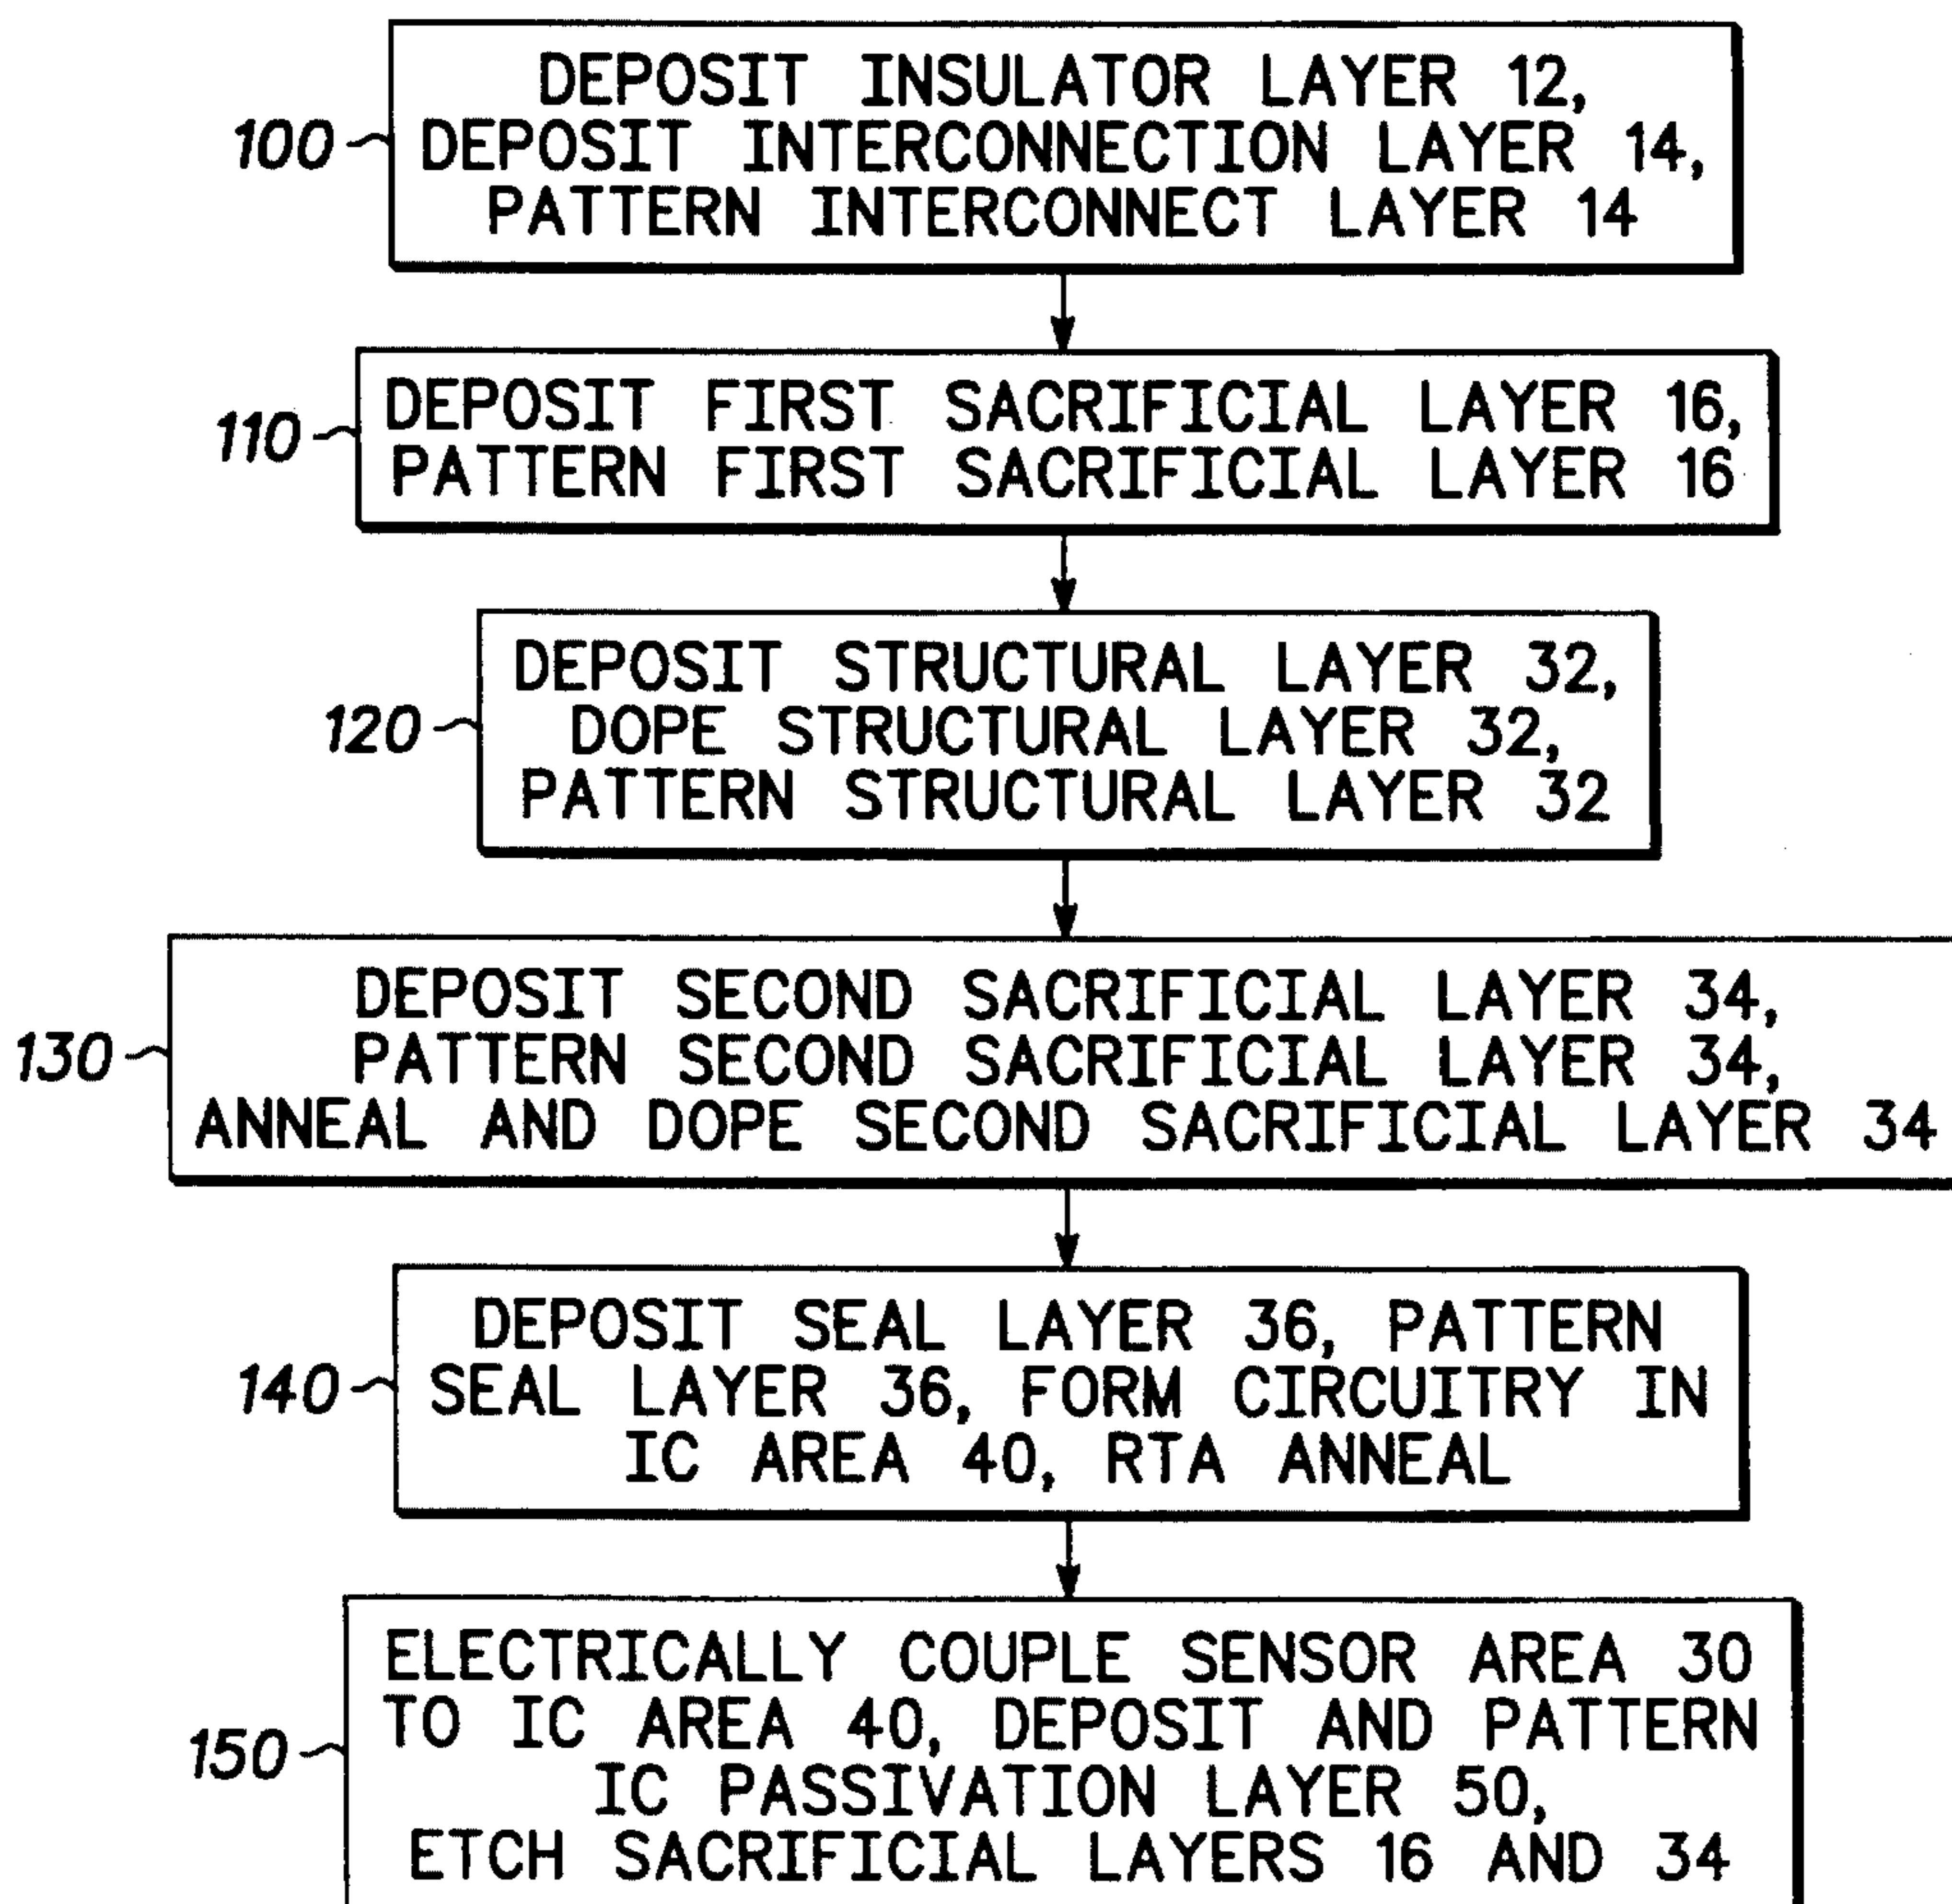 DEPOSIT INSULATOR LAYER 12,
100 DEPOSIT INTERCONNECTION LAYER 14,
PATTERN INTERCONNECT LAYER 14
DEPOSIT FIRST SACRIFICIAL LAYER 16,
110
PATTERN FIRST SACRIFICIAL LAYER 16
DEPOSIT STRUCTURAL LAYER 32,
120 DOPE STRUCTURAL LAYER 32,
PATTERN STRUCTURAL LAYER 32
DEPOSIT SECOND SACRIFICIAL LAYER 34,
130 PATTERN SECOND SACRIFICIAL LAYER 34,
ANNEAL AND DOPE SECOND SACRIFICIAL LAYER 34
DEPOSIT SEAL LAYER 36, PATTERN
140 SEAL LAYER 36, FORM CIRCUITRY IN
IC AREA 40, RTA ANNEAL
ELECTRICALLY COUPLE SENSOR AREA 30
TO IC AREA 40, DEPOSIT AND PATTERN
150
IC PASSIVATION LAYER 50,
ETCH SACRIFICIAL LAYERS 16 AND 34